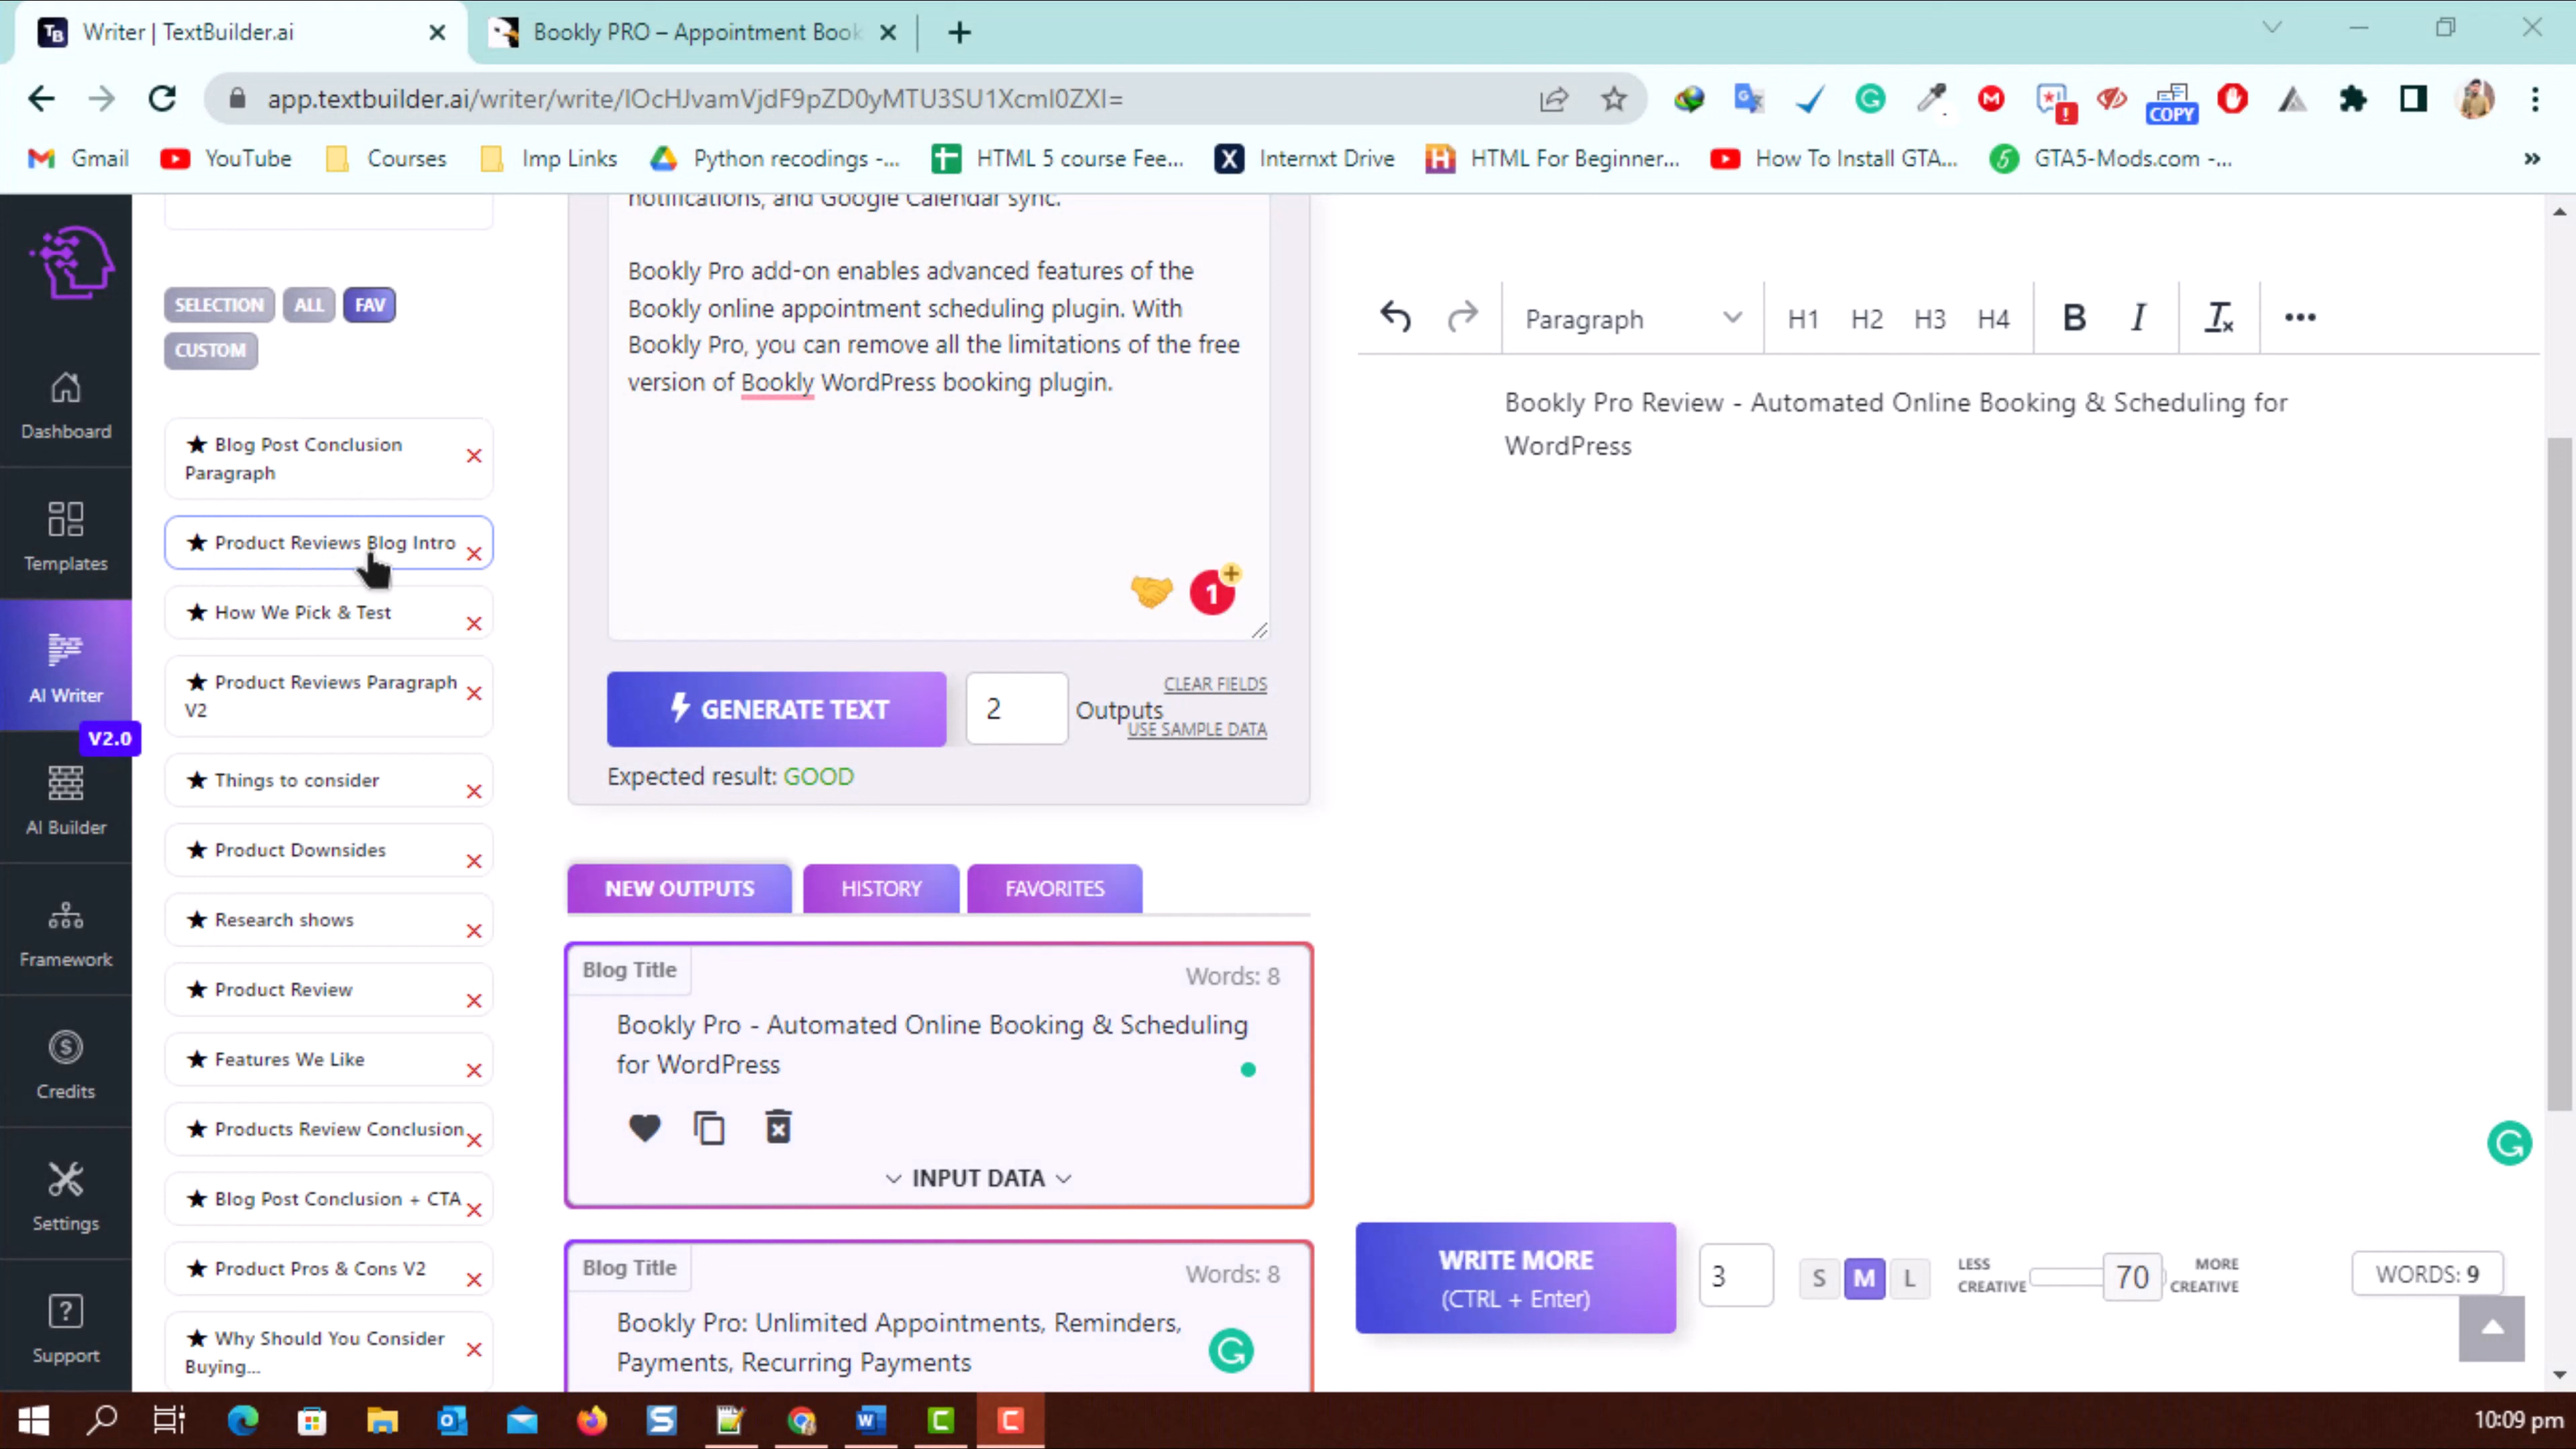 TB Writer | TextBuilder.ai
Bookly PRO – Appointment Book
app.textbuilder.ai/writer/write/IOcHJvamVjdF9pZD0yMTU3SU1XcmI0ZXI=
COPY
Gmail
YouTube
Courses
Imp Links
Python recodings -...
HTML 5 course Fee...
Internxt Drive
HTML For Beginner...
How To Install GTA...
GTA5-Mods.com -...
Dashboard
Templates
AI Writer
V2.0
AI Builder
Framework
Credits
Settings
Support
SELECTION ALL FAV
CUSTOM
Blog Post Conclusion
Paragraph
Product Reviews Blog Intro
How We Pick & Test
Product Reviews Paragraph
V2
Things to consider
Product Downsides
Research shows
Product Review
Features We Like
Products Review Conclusion
Blog Post Conclusion + CTA
Product Pros & Cons V2
Why Should You Consider
Buying...
notifications, and Google Calendar sync.
Bookly Pro add-on enables advanced features of the
Bookly online appointment scheduling plugin. With
Bookly Pro, you can remove all the limitations of the free
version of Bookly WordPress booking plugin.
1
GENERATE TEXT
2
Outputs
CLEAR FIELDS
USE SAMPLE DATA
Expected result: GOOD
NEW OUTPUTS
HISTORY
FAVORITES
Blog Title
Words: 8
Bookly Pro - Automated Online Booking & Scheduling
for WordPress
INPUT DATA
Blog Title
Words: 8
Bookly Pro: Unlimited Appointments, Reminders,
Payments, Recurring Payments
Paragraph H1 H2 H3 H4 B I
Bookly Pro Review - Automated Online Booking & Scheduling for
WordPress
WRITE MORE
(CTRL + Enter)
3
S M L
LESS
CREATIVE
70
MORE
CREATIVE
WORDS: 9
10:09 pm